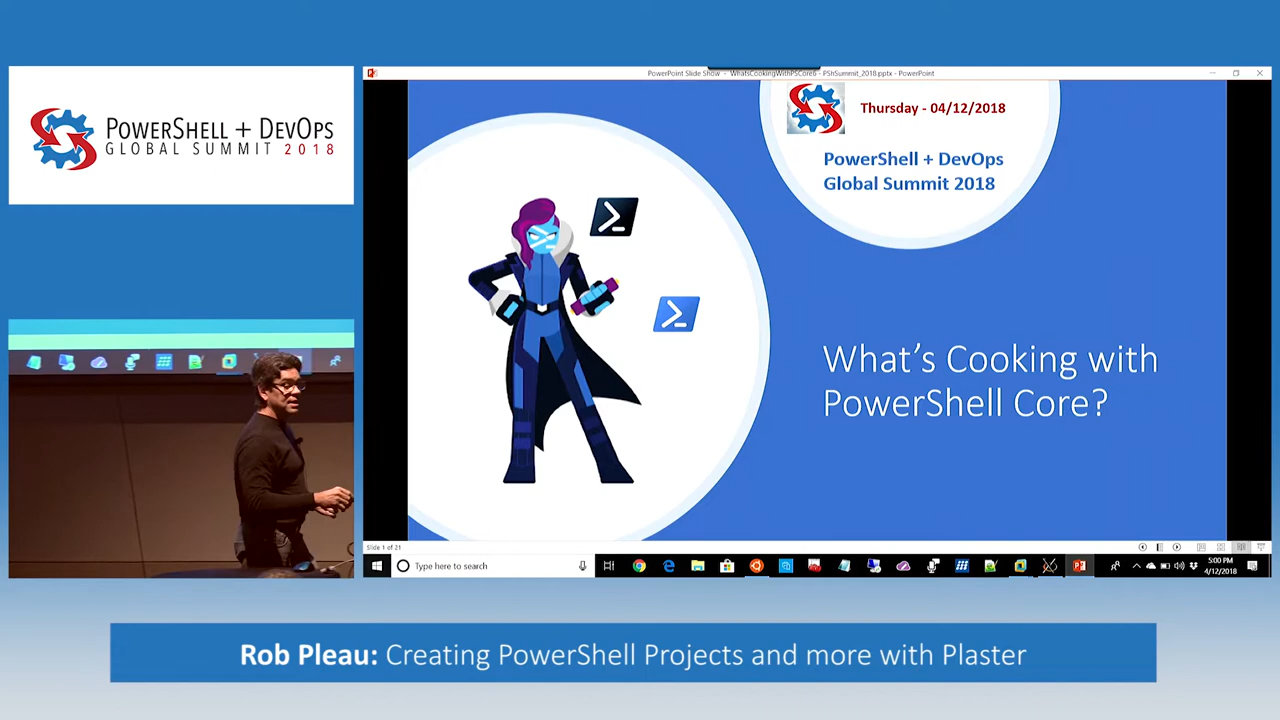 POWERSHELL + DEVOPS
GLOBAL SUMMIT 2018
PowerPoint Slide Show - WhatsCookingWithPSCore6 - PShSummit_2018.pptx - PowerPoint
Thursday - 04/12/2018
PowerShell + DevOps
Global Summit 2018
What's Cooking with
PowerShell Core?
Slide 1 of 21
Type here to search
5:00 PM
4/12/2018
Rob Pleau: Creating PowerShell Projects and more with Plaster